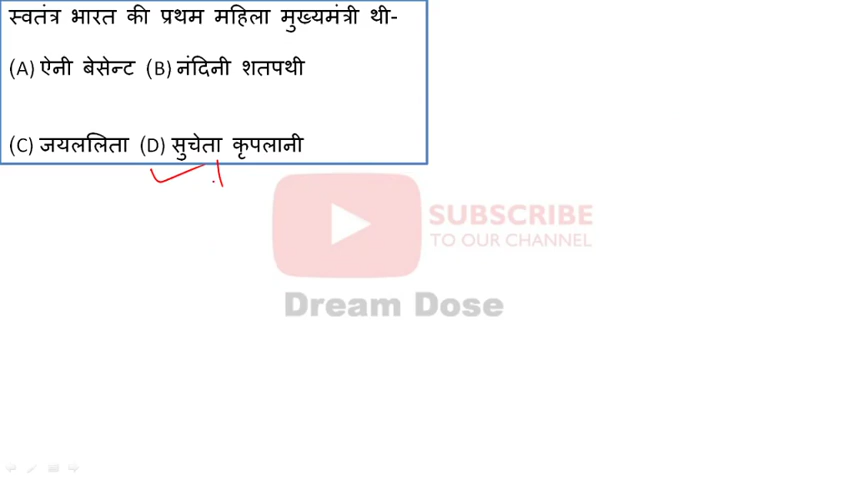 स्वतंत्र भारत की प्रथम महिला मुख्यमंत्री थी-
(A) ऐनी बेसेन्ट (B) नंदिनी शतपथी
(C) जयललिता (D) सुचेता कृपलानी
SUBSCRIBE
TO OUR CHANNEL
Dream Dose